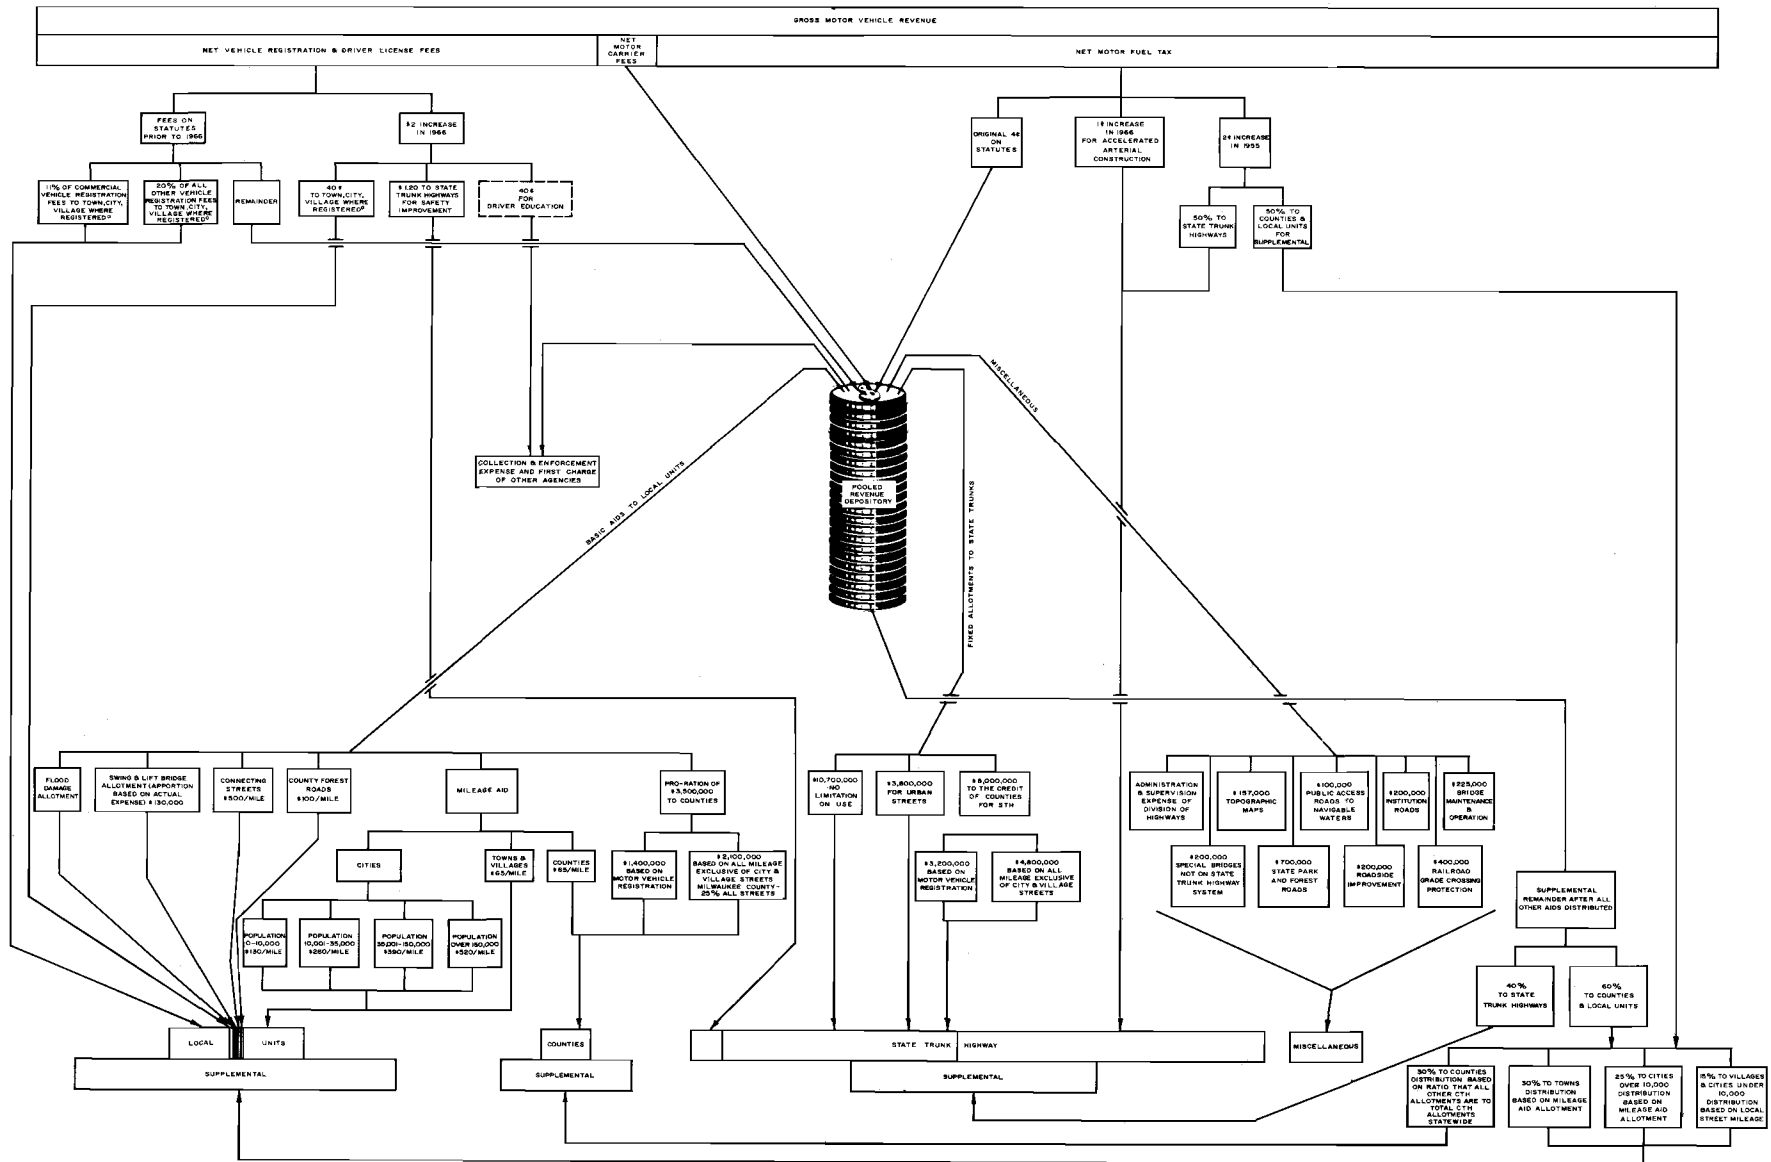 GROSS MOTOR VEHICLE REVENUE
NET VEHICLE REGISTRATION & DRIVER LICENSE FEES
NET
MOTOR
CARRIER
FEES
NET MOTOR FUEL TAX
FEES ON
STATUTES
PRIOR TO 1966
$2 INCREASE
IN 1966
ORIGINAL 4¢
ON
STATUTES
1¢ INCREASE
IN 1966
FOR ACCELERATED
ARTERIAL
CONSTRUCTION
2¢ INCREASE
IN 1955
11% OF COMMERCIAL
VEHICLE REGISTRATION
FEES TO TOWN, CITY,
VILLAGE WHERE
REGISTERED
20% OF ALL
OTHER VEHICLE
REGISTRATION FEES
TO TOWN, CITY,
VILLAGE WHERE
REGISTERED
REMAINDER
40¢
TO TOWN, CITY,
VILLAGE WHERE
REGISTERED
$1.20 TO STATE
TRUNK HIGHWAYS
FOR SAFETY
IMPROVEMENT
40¢
FOR
DRIVER EDUCATION
50% TO
STATE TRUNK
HIGHWAYS
50% TO
COUNTIES &
LOCAL UNITS
FOR
SUPPLEMENTAL
MISCELLANEOUS
COLLECTION & ENFORCEMENT
EXPENSE AND FIRST CHARGE
OF OTHER AGENCIES
BASIC AIDS TO LOCAL UNITS
POOLED
REVENUE
DEPOSITORY
FIXED ALLOTMENTS TO STATE TRUNKS
FLOOD
DAMAGE
ALLOTMENT
SWING & LIFT BRIDGE
ALLOTMENT (APPORTION
BASED ON ACTUAL
EXPENSE) $130,000
CONNECTING
STREETS
$500/MILE
COUNTY FOREST
ROADS
$100/MILE
MILEAGE AID
PRO-RATION OF
$3,500,000
TO COUNTIES
$10,700,000
-NO
LIMITATION
ON USE
$3,800,000
FOR URBAN
STREETS
$8,000,000
TO THE CREDIT
OF COUNTIES
FOR STH
ADMINISTRATION
& SUPERVISION
EXPENSE OF
DIVISION OF
HIGHWAYS
$157,000
TOPOGRAPHIC
MAPS
$100,000
PUBLIC ACCESS
ROADS TO
NAVIGABLE
WATERS
$200,000
INSTITUTION
ROADS
$225,000
BRIDGE
MAINTENANCE
&
OPERATION
CITIES
TOWNS &
VILLAGES
$65/MILE
COUNTIES
$65/MILE
$1,400,000
BASED ON
MOTOR VEHICLE
REGISTRATION
$2,100,000
BASED ON ALL MILEAGE
EXCLUSIVE OF CITY &
VILLAGE STREETS
MILWAUKEE COUNTY-
25% ALL STREETS
$3,200,000
BASED ON
MOTOR VEHICLE
REGISTRATION
$4,800,000
BASED ON ALL
MILEAGE EXCLUSIVE
OF CITY & VILLAGE
STREETS
$200,000
SPECIAL BRIDGES
NOT ON STATE
TRUNK HIGHWAY
SYSTEM
$700,000
STATE PARK
AND FOREST
ROADS
$200,000
ROADSIDE
IMPROVEMENT
$400,000
RAILROAD
GRADE CROSSING
PROTECTION
SUPPLEMENTAL
REMAINDER AFTER ALL
OTHER AIDS DISTRIBUTED
POPULATION
0-10,000
$130/MILE
POPULATION
10,001-35,000
$260/MILE
POPULATION
35,001-150,000
$390/MILE
POPULATION
OVER 150,000
$520/MILE
40%
TO STATE
TRUNK HIGHWAYS
60%
TO COUNTIES
& LOCAL UNITS
LOCAL UNITS
SUPPLEMENTAL
COUNTIES
SUPPLEMENTAL
STATE TRUNK HIGHWAY
SUPPLEMENTAL
MISCELLANEOUS
30% TO COUNTIES
DISTRIBUTION BASED
ON RATIO THAT ALL
OTHER CTH
ALLOTMENTS ARE TO
TOTAL CTH
ALLOTMENTS
STATEWIDE
30% TO TOWNS
DISTRIBUTION
BASED ON MILEAGE
AID ALLOTMENT
25% TO CITIES
OVER 10,000
DISTRIBUTION
BASED ON
MILEAGE AID
ALLOTMENT
15% TO VILLAGES
& CITIES UNDER
10,000
DISTRIBUTION
BASED ON LOCAL
STREET MILEAGE